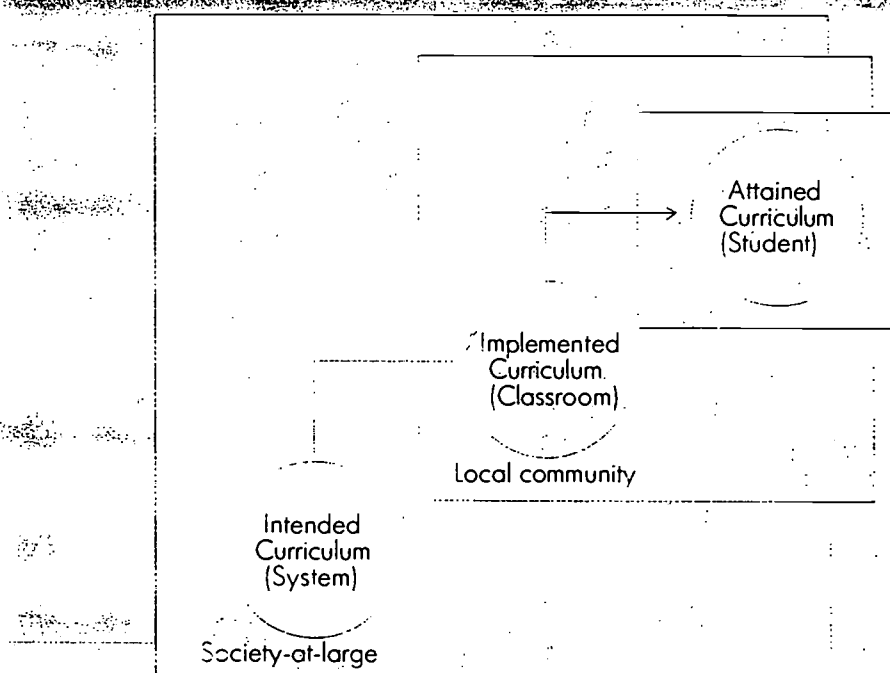 Attained
Curriculum
(Student)
Implemented
Curriculum
(Classroom)
Local community
Intended
Curriculum
(System)
Society-at-large